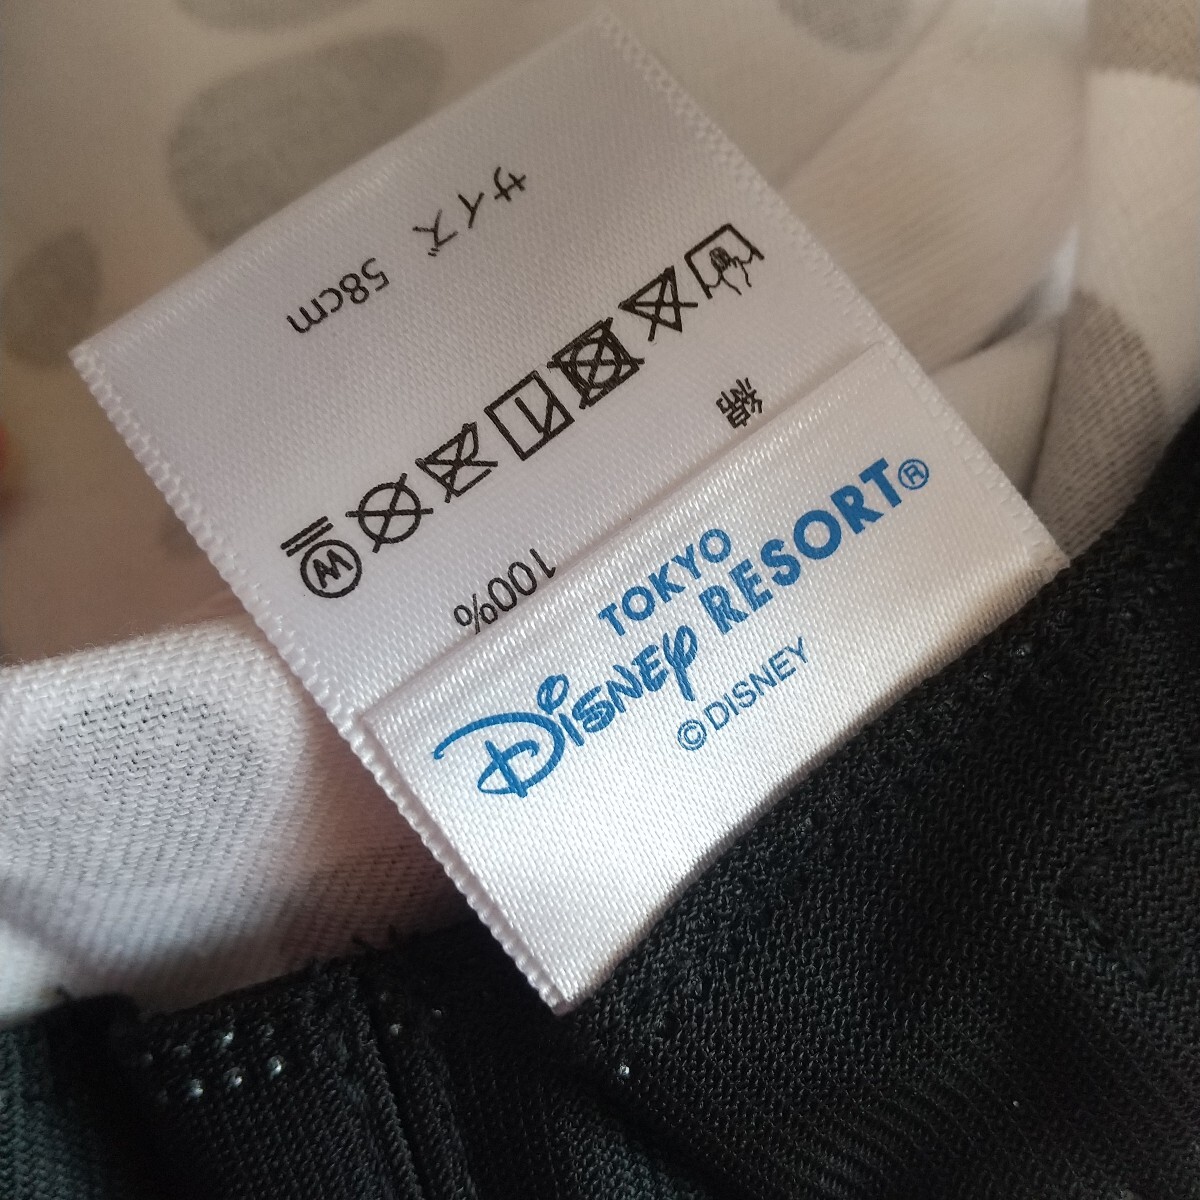 TOKYO
DISNEY RESORT®
© DISNEY
綿 100%
サイズ 58cm